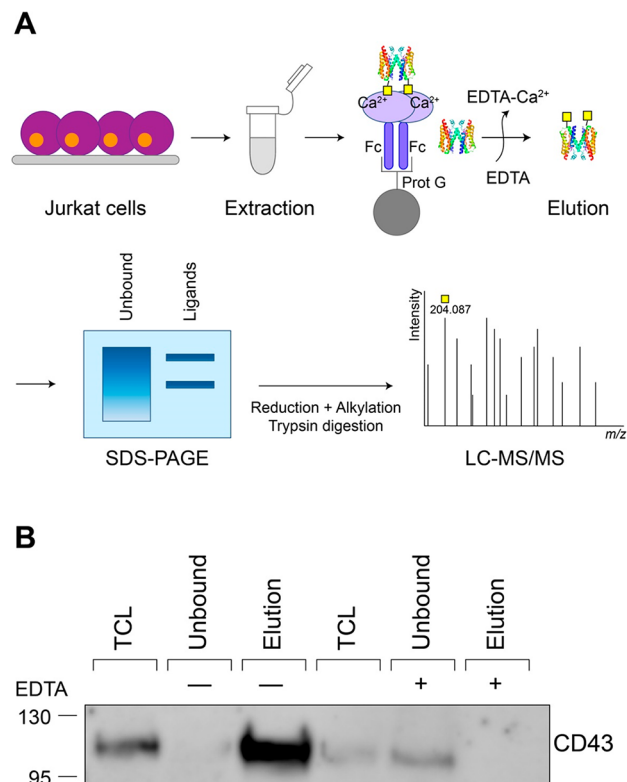 A
Ca²⁺ Ca²⁺
EDTA-Ca²⁺
Fc Fc
Prot G
EDTA
Jurkat cells
Extraction
Elution
Unbound
Ligands
Intensity
204.087
Reduction + Alkylation
Trypsin digestion
m/z
SDS-PAGE
LC-MS/MS
B
TCL
Unbound
Elution
TCL
Unbound
Elution
EDTA — — + +
130 —
CD43
95 —